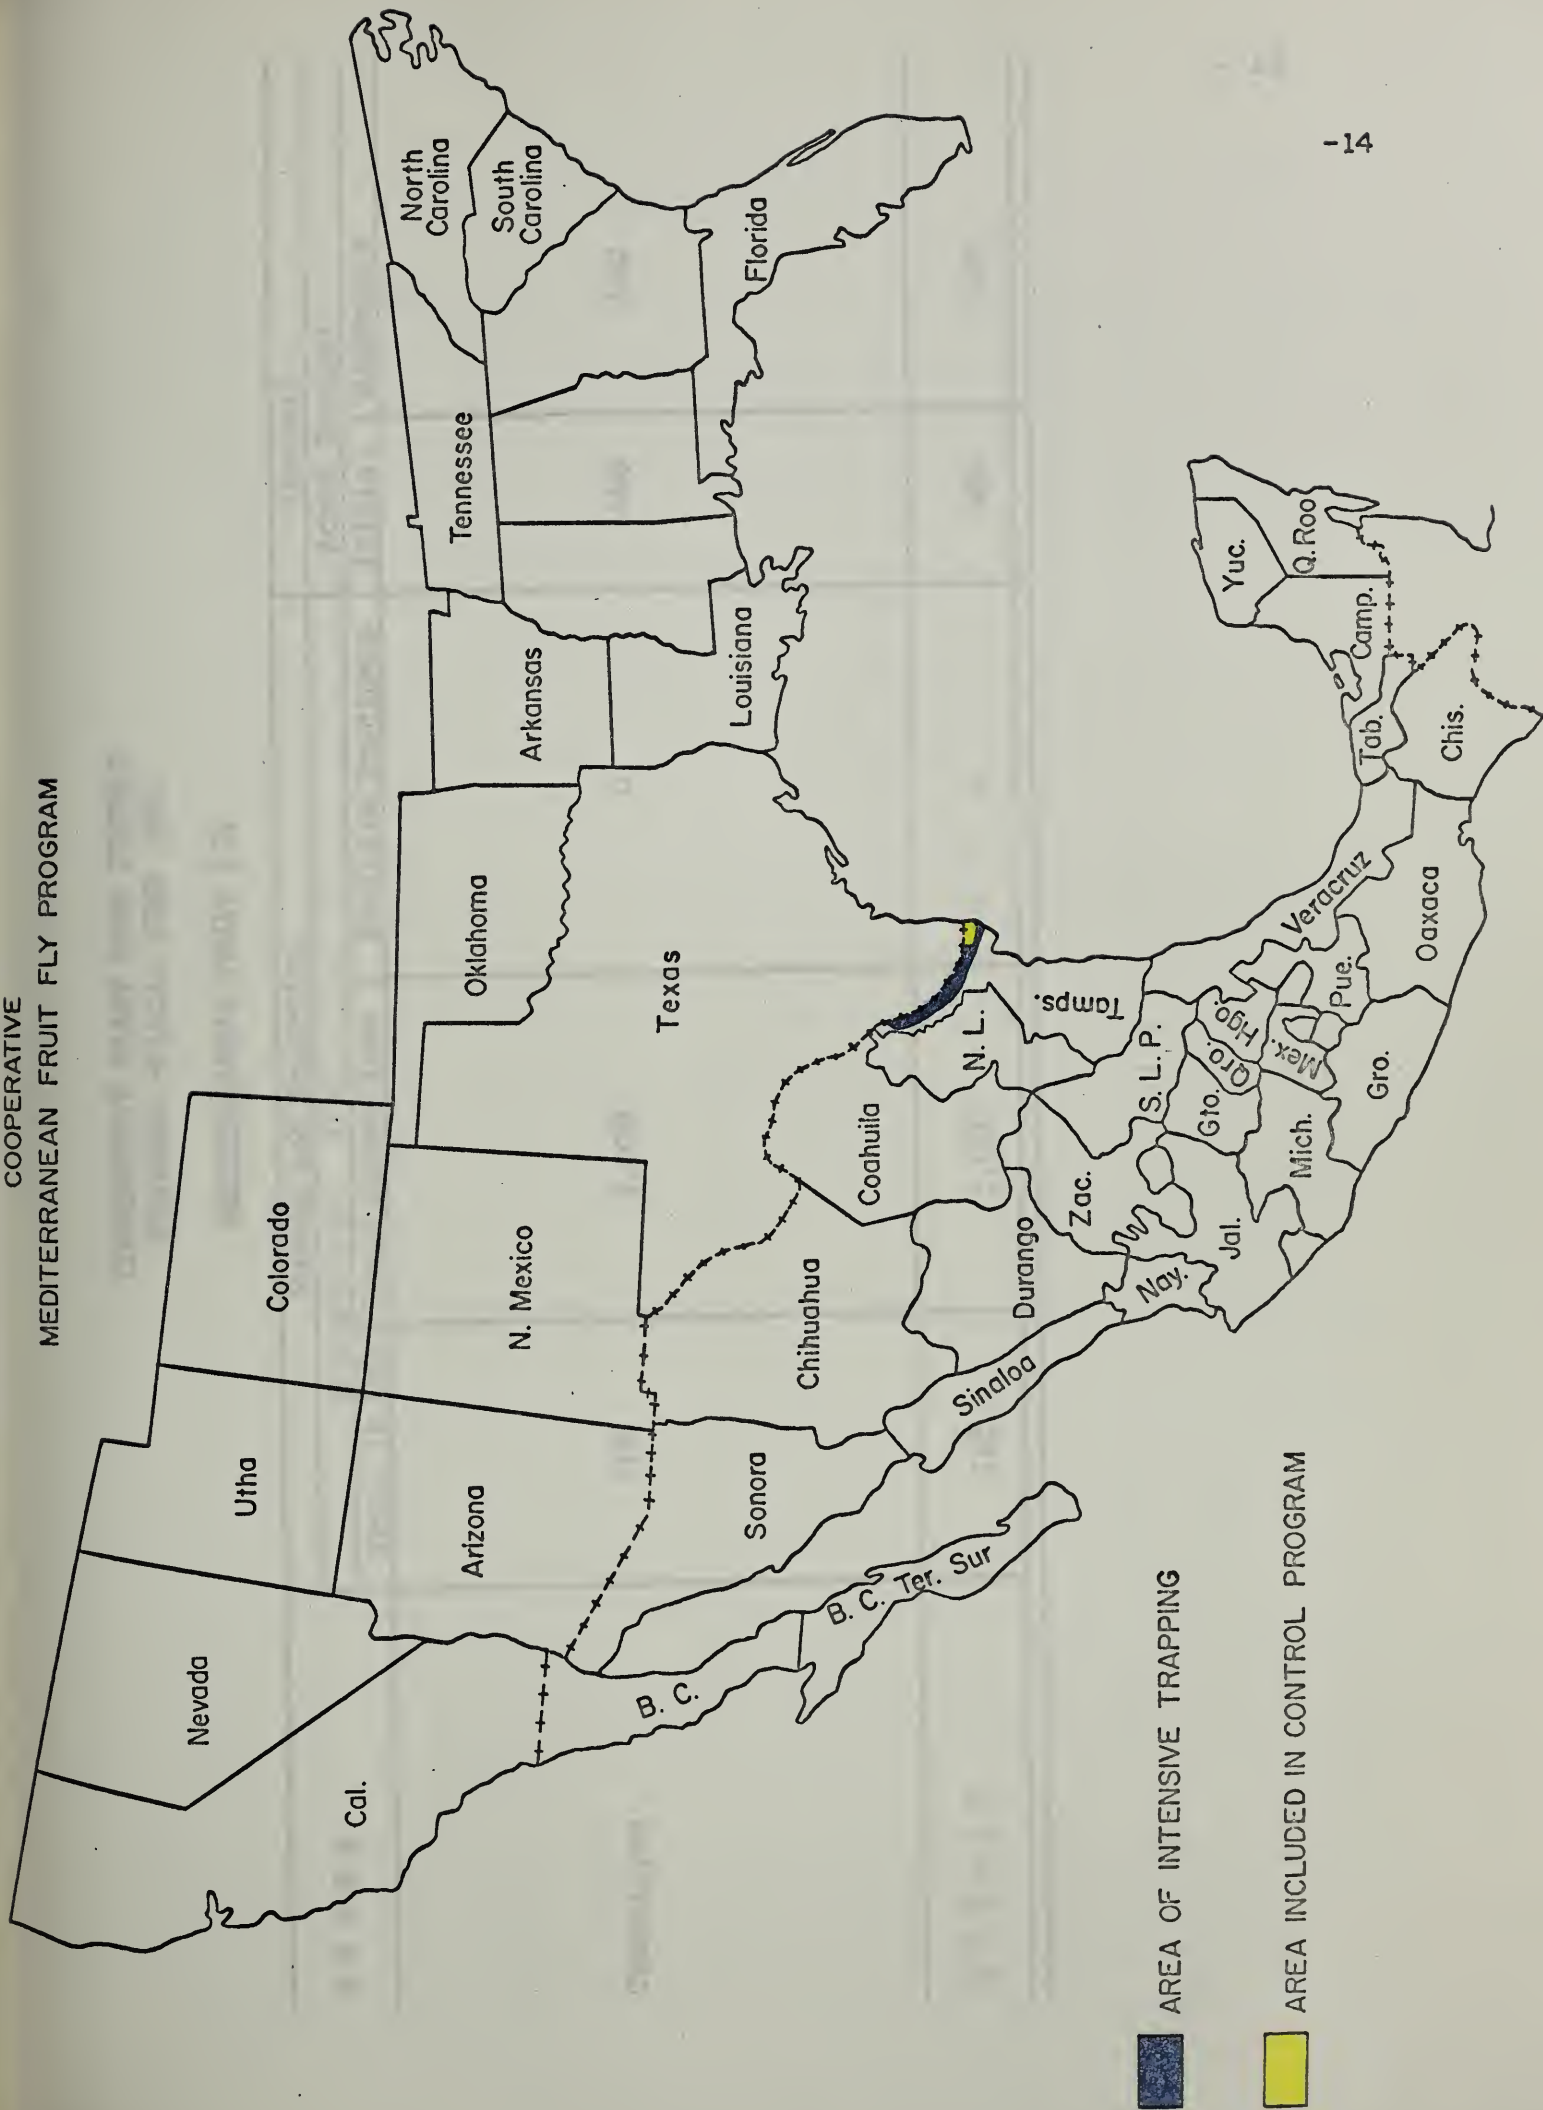 COOPERATIVE
MEDITERRANEAN FRUIT FLY PROGRAM
Nevada
Utha
Colorado
Cal.
Arizona
N. Mexico
Oklahoma
Arkansas
Tennessee
North
Carolina
South
Carolina
Texas
Louisiana
Florida
B. C.
B. C. Ter. Sur
Sonora
Chihuahua
Coahuila
N. L.
Tamps.
Sinaloa
Durango
Zac.
S. L. P.
Nay.
Jal.
Gto.
Qro.
Hgo.
Mex.
Mich.
Gro.
Pue.
Veracruz
Oaxaca
Tab.
Chis.
Camp.
Yuc.
Q. Roo
AREA OF INTENSIVE TRAPPING
AREA INCLUDED IN CONTROL PROGRAM
-14